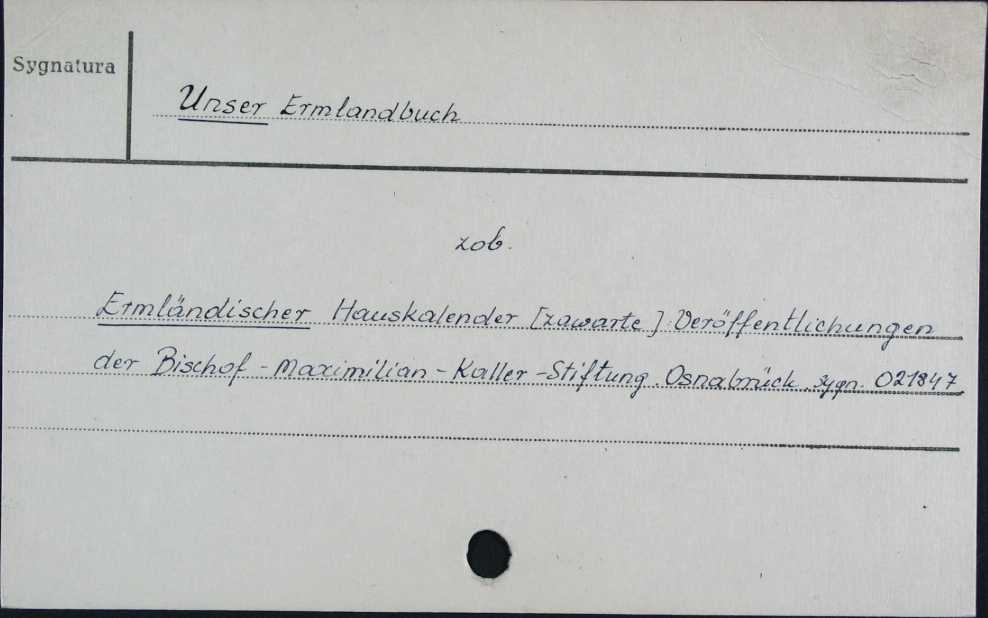 Sygnatura
Unser Ermlandbuch
zob.
Ermländischer Hauskalender [zawarte] Veröffentlichungen
der Bischof-Maximilian-Kaller-Stiftung. Osnabrück. sygn. 021847